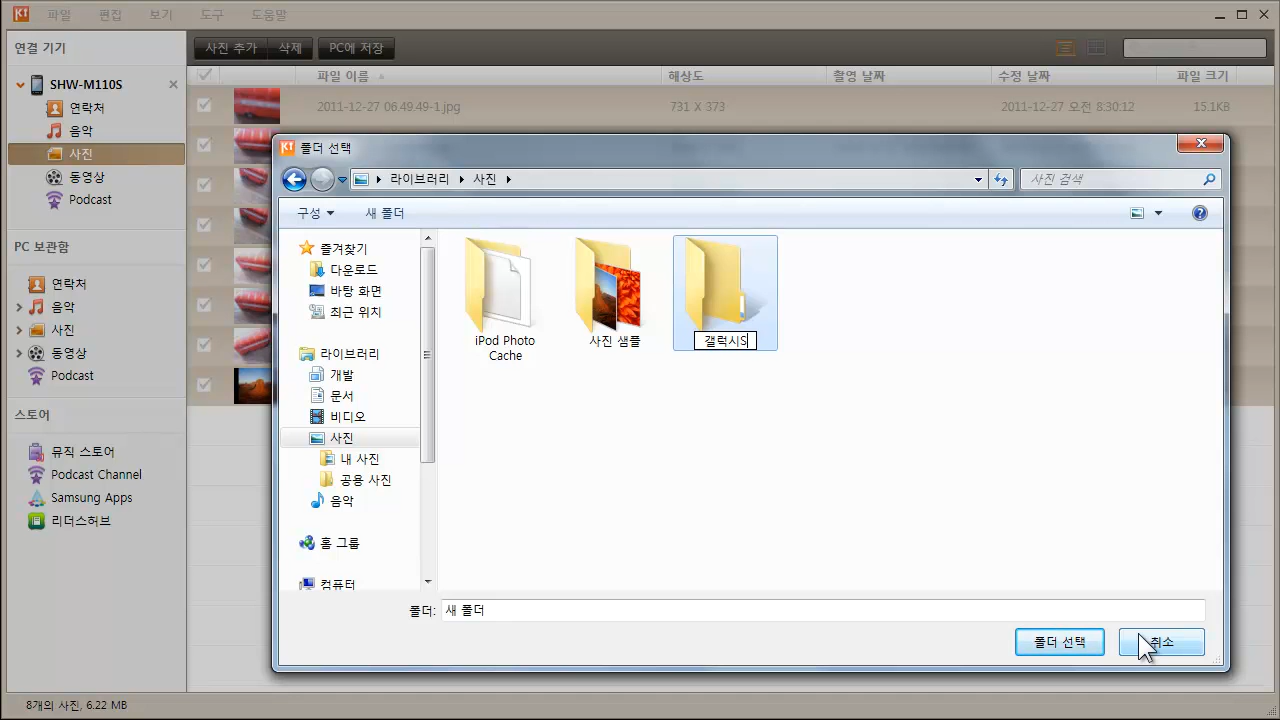 파일 편집 보기 도구 도움말
연결 기기
SHW-M110S
연락처
음악
사진
동영상
Podcast
PC 보관함
연락처
음악
사진
동영상
Podcast
스토어
뮤직 스토어
Podcast Channel
Samsung Apps
리더스허브
8개의 사진, 6.22 MB
사진 추가 삭제 PC에 저장
파일 이름 해상도 촬영 날짜 수정 날짜 파일 크기
2011-12-27 06.49.49-1.jpg 731 X 373 2011-12-27 오전 8:30:12 15.1KB
폴더 선택
라이브러리 사진
사진 검색
구성 새 폴더
즐겨찾기
다운로드
바탕 화면
최근 위치
라이브러리
개발
문서
비디오
사진
내 사진
공용 사진
음악
홈 그룹
컴퓨터
iPod Photo
Cache
사진 샘플
갤럭시S
폴더: 새 폴더
폴더 선택 취소